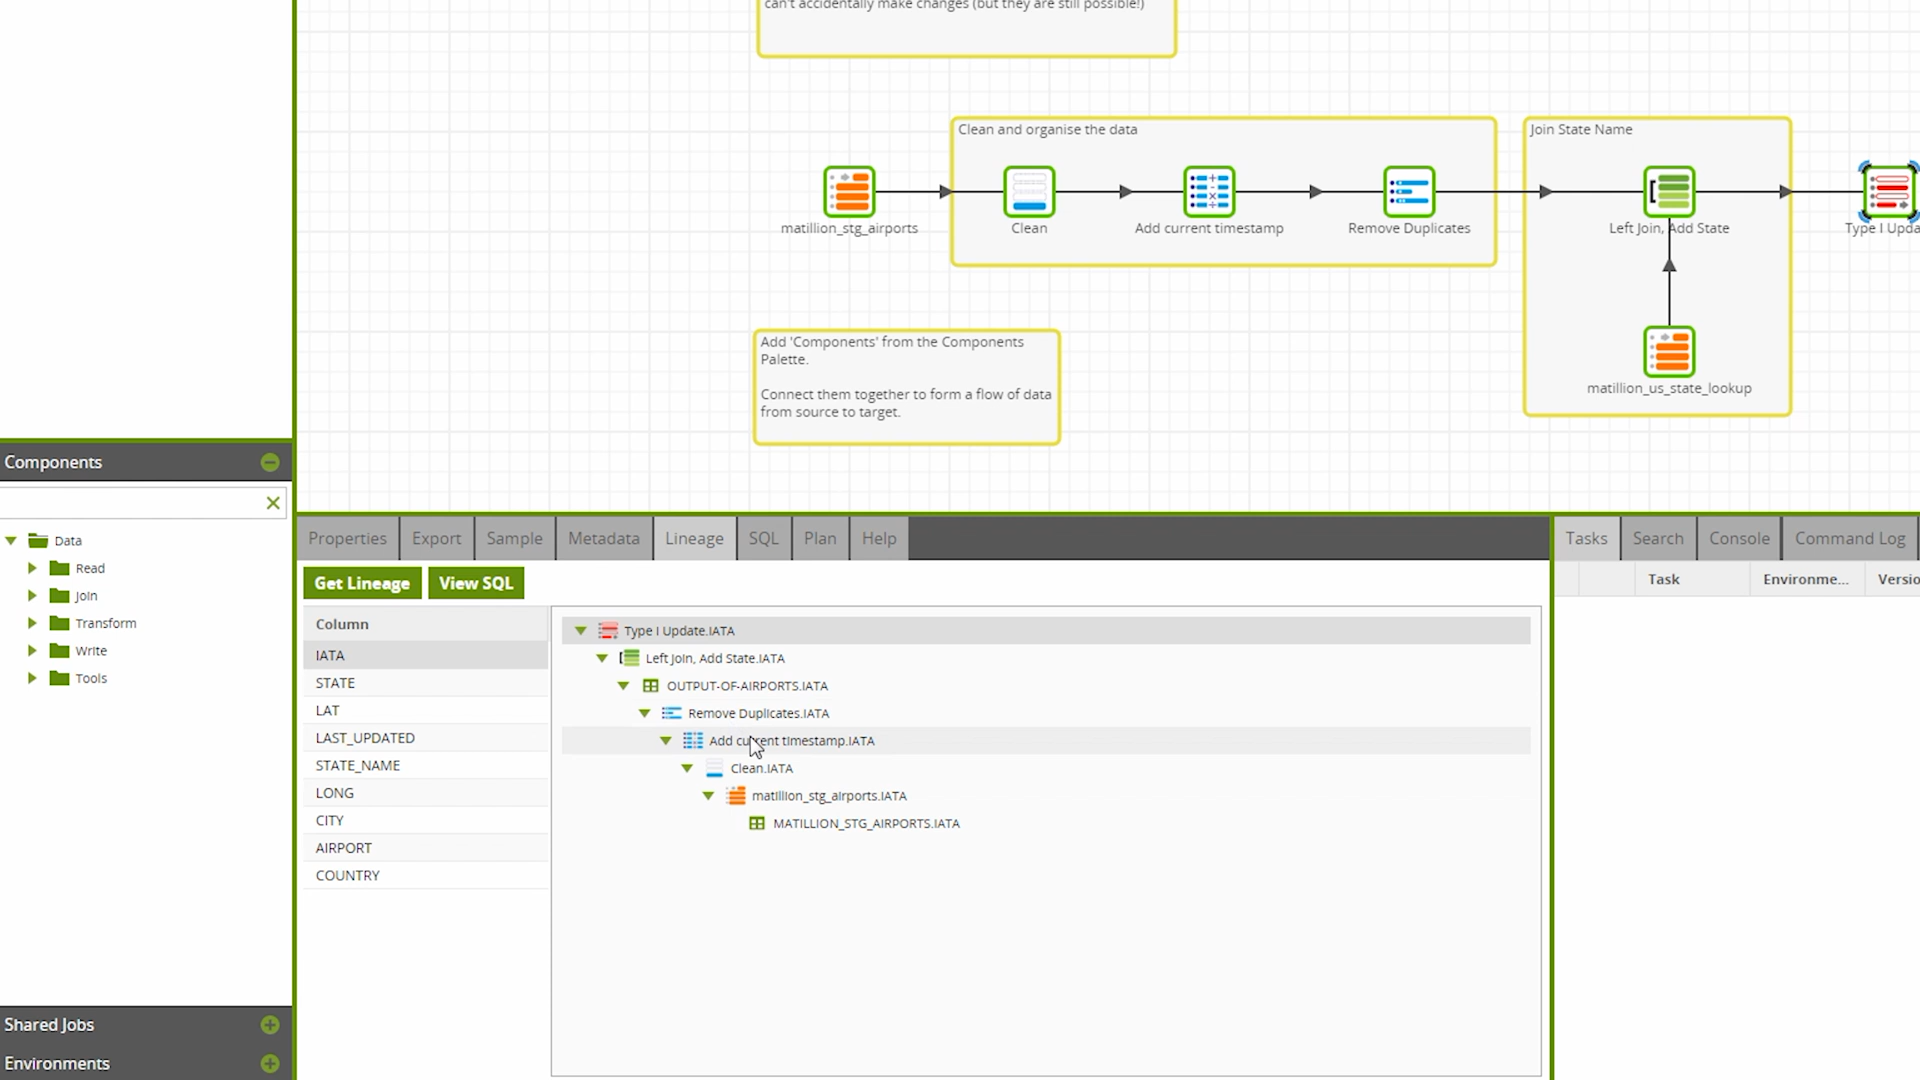 can't accidentally make changes (but they are still possible!)
Clean and organise the data
Join State Name
matillion_stg_airports
Clean
Add current timestamp
Remove Duplicates
Left Join, Add State
Type I Upda
matillion_us_state_lookup
Add 'Components' from the Components
Palette.
Connect them together to form a flow of data
from source to target.
Components
Data
Read
Join
Transform
Write
Tools
Shared Jobs
Environments
Properties
Export
Sample
Metadata
Lineage
SQL
Plan
Help
Get Lineage
View SQL
Column
IATA
STATE
LAT
LAST_UPDATED
STATE_NAME
LONG
CITY
AIRPORT
COUNTRY
Type I Update.IATA
Left Join, Add State.IATA
OUTPUT-OF-AIRPORTS.IATA
Remove Duplicates.IATA
Add current timestamp.IATA
Clean.IATA
matillion_stg_airports.IATA
MATILLION_STG_AIRPORTS.IATA
Tasks
Search
Console
Command Log
Task
Environme...
Versio